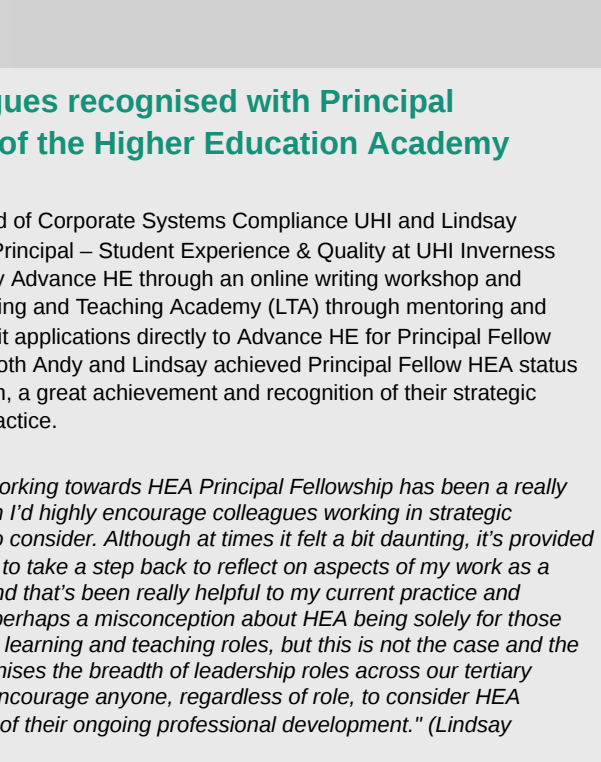 gues recognised with Principal
of the Higher Education Academy
d of Corporate Systems Compliance UHI and Lindsay
Principal – Student Experience & Quality at UHI Inverness
y Advance HE through an online writing workshop and
ing and Teaching Academy (LTA) through mentoring and
it applications directly to Advance HE for Principal Fellow
oth Andy and Lindsay achieved Principal Fellow HEA status
n, a great achievement and recognition of their strategic
actice.
orking towards HEA Principal Fellowship has been a really
n I’d highly encourage colleagues working in strategic
o consider. Although at times it felt a bit daunting, it’s provided
to take a step back to reflect on aspects of my work as a
nd that’s been really helpful to my current practice and
perhaps a misconception about HEA being solely for those
learning and teaching roles, but this is not the case and the
nises the breadth of leadership roles across our tertiary
encourage anyone, regardless of role, to consider HEA
of their ongoing professional development." (Lindsay